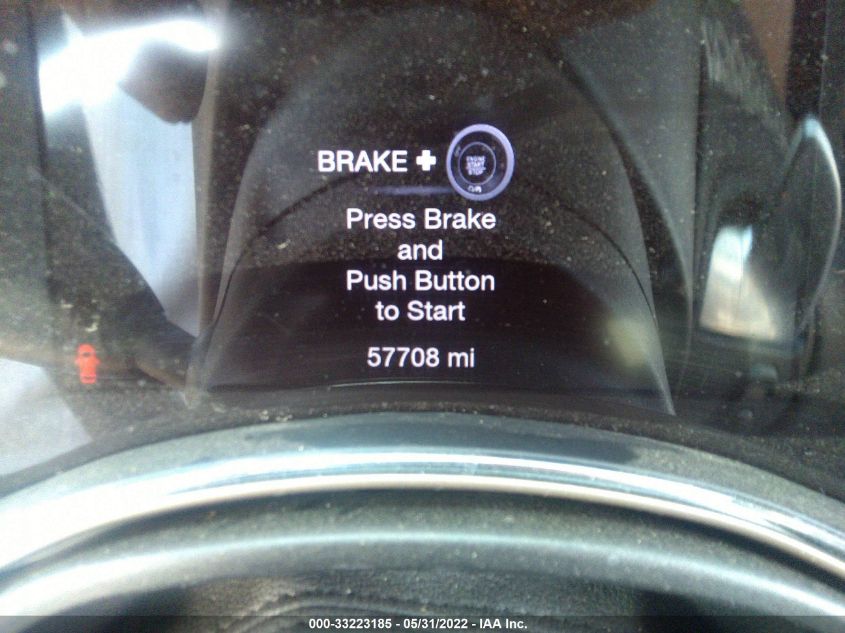 BRAKE +
ENGINE
START
STOP
Press Brake
and
Push Button
to Start
57708 mi
000-33223185 - 05/31/2022 - IAA Inc.